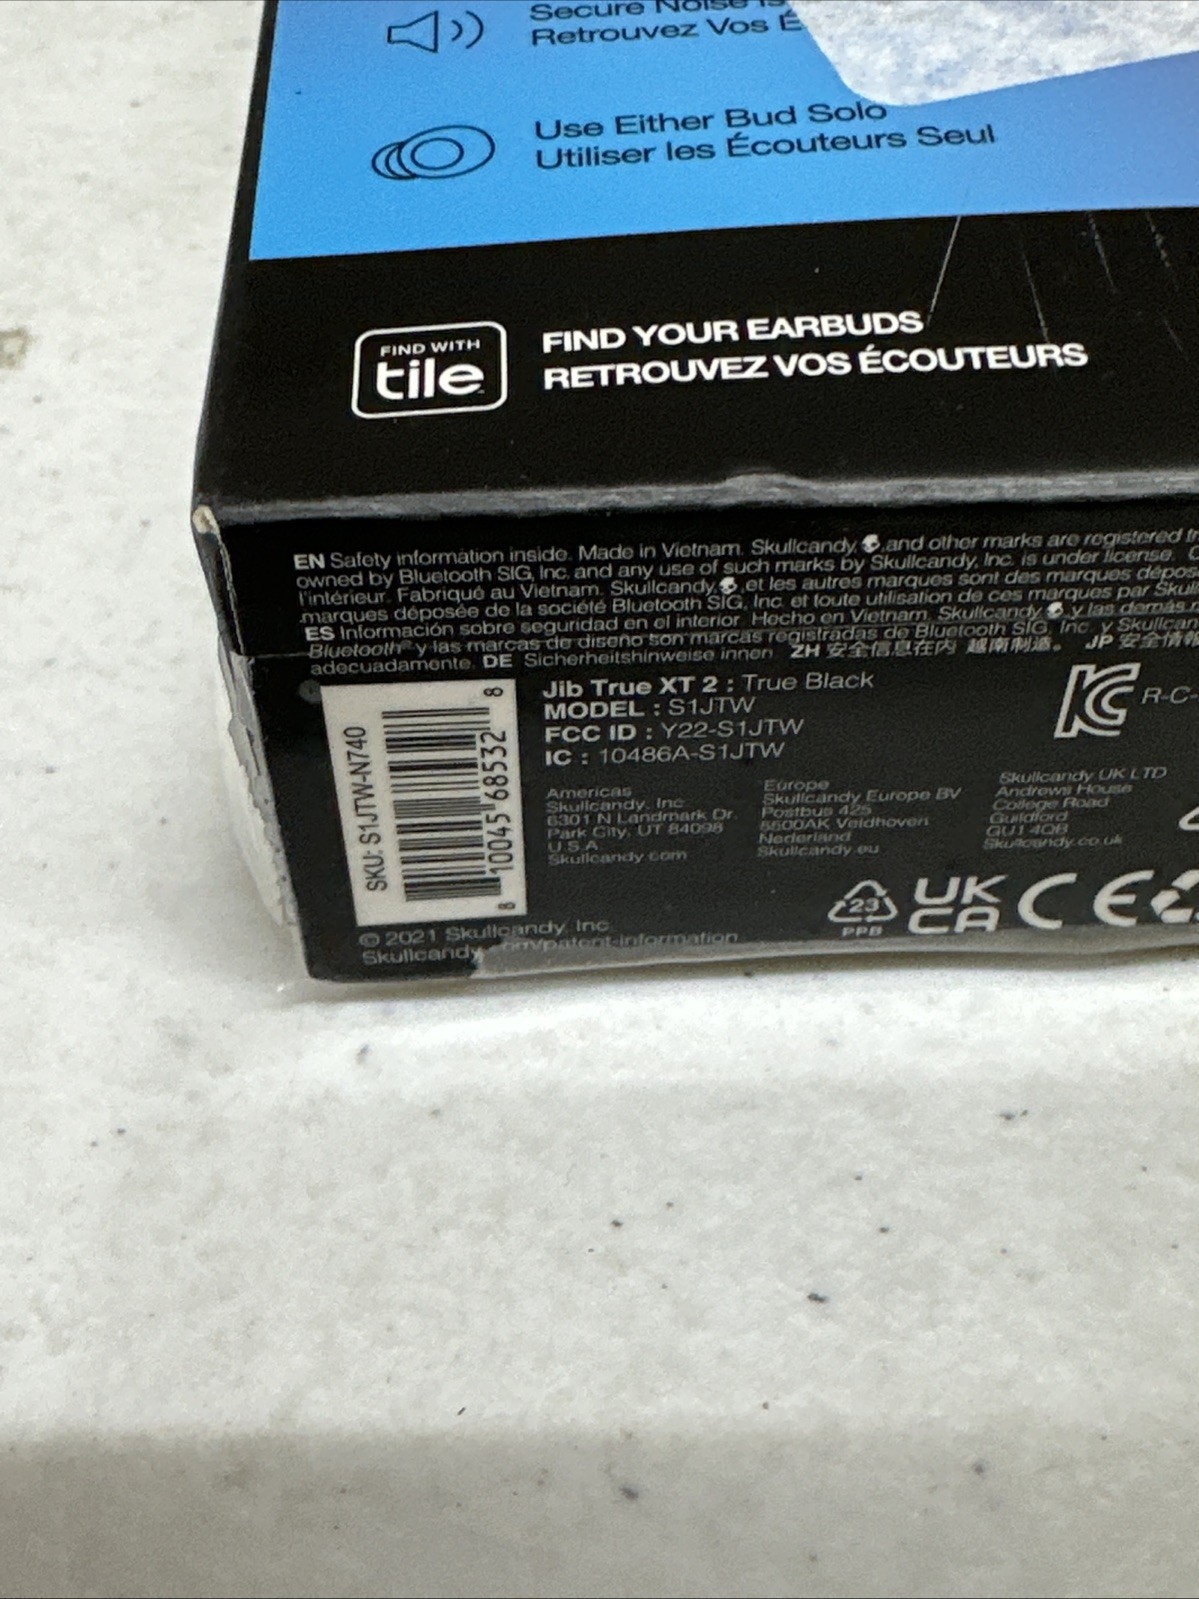 Secure Noise
Retrouvez Vos É
Use Either Bud Solo
Utiliser les Écouteurs Seul
FIND WITH
tile
FIND YOUR EARBUDS
RETROUVEZ VOS ÉCOUTEURS
EN Safety information inside. Made in Vietnam. Skullcandy, and other marks are registered
owned by Bluetooth SIG, Inc. and any use of such marks by Skullcandy, Inc. is under license.
l'intérieur. Fabriqué au Vietnam. Skullcandy, et les autres marques sont des marques
marques déposée de la société Bluetooth SIG, Inc. et toute utilisation de ces marques par
ES Información sobre seguridad en el interior. Hecho en Vietnam. Skullcandy y las demás
Bluetooth® y las marcas de diseño son marcas registradas de Bluetooth SIG, Inc. y
adecuadamente. DE Sicherheitshinweise innen ZH 安全信息在内 越南制造。 JP 安全情報
SKU: S1JTW-N740
8 10045 68532 8
Jib True XT 2 : True Black
MODEL : S1JTW
FCC ID : Y22-S1JTW
IC : 10486A-S1JTW
R-C-
Americas
Skullcandy, Inc.
6301 N Landmark Dr.
Park City, UT 84098
U.S.A.
Skullcandy.com
Europe
Skullcandy Europe BV
Postbus 425
5500AK Veldhoven
Nederland
Skullcandy.eu
Skullcandy UK LTD
Andrews House
College Road
Guildford
GU1 4QB
Skullcandy.co.uk
23
PPB
UK
CA
CE
© 2021 Skullcandy, Inc.
Skullcandy.com/patent-information